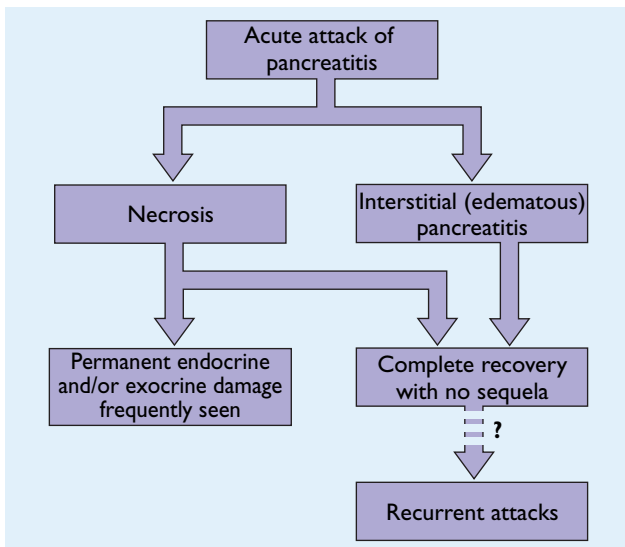 Acute attack of
pancreatitis
Necrosis
Interstitial (edematous)
pancreatitis
Permanent endocrine
and/or exocrine damage
frequently seen
Complete recovery
with no sequela
?
Recurrent attacks